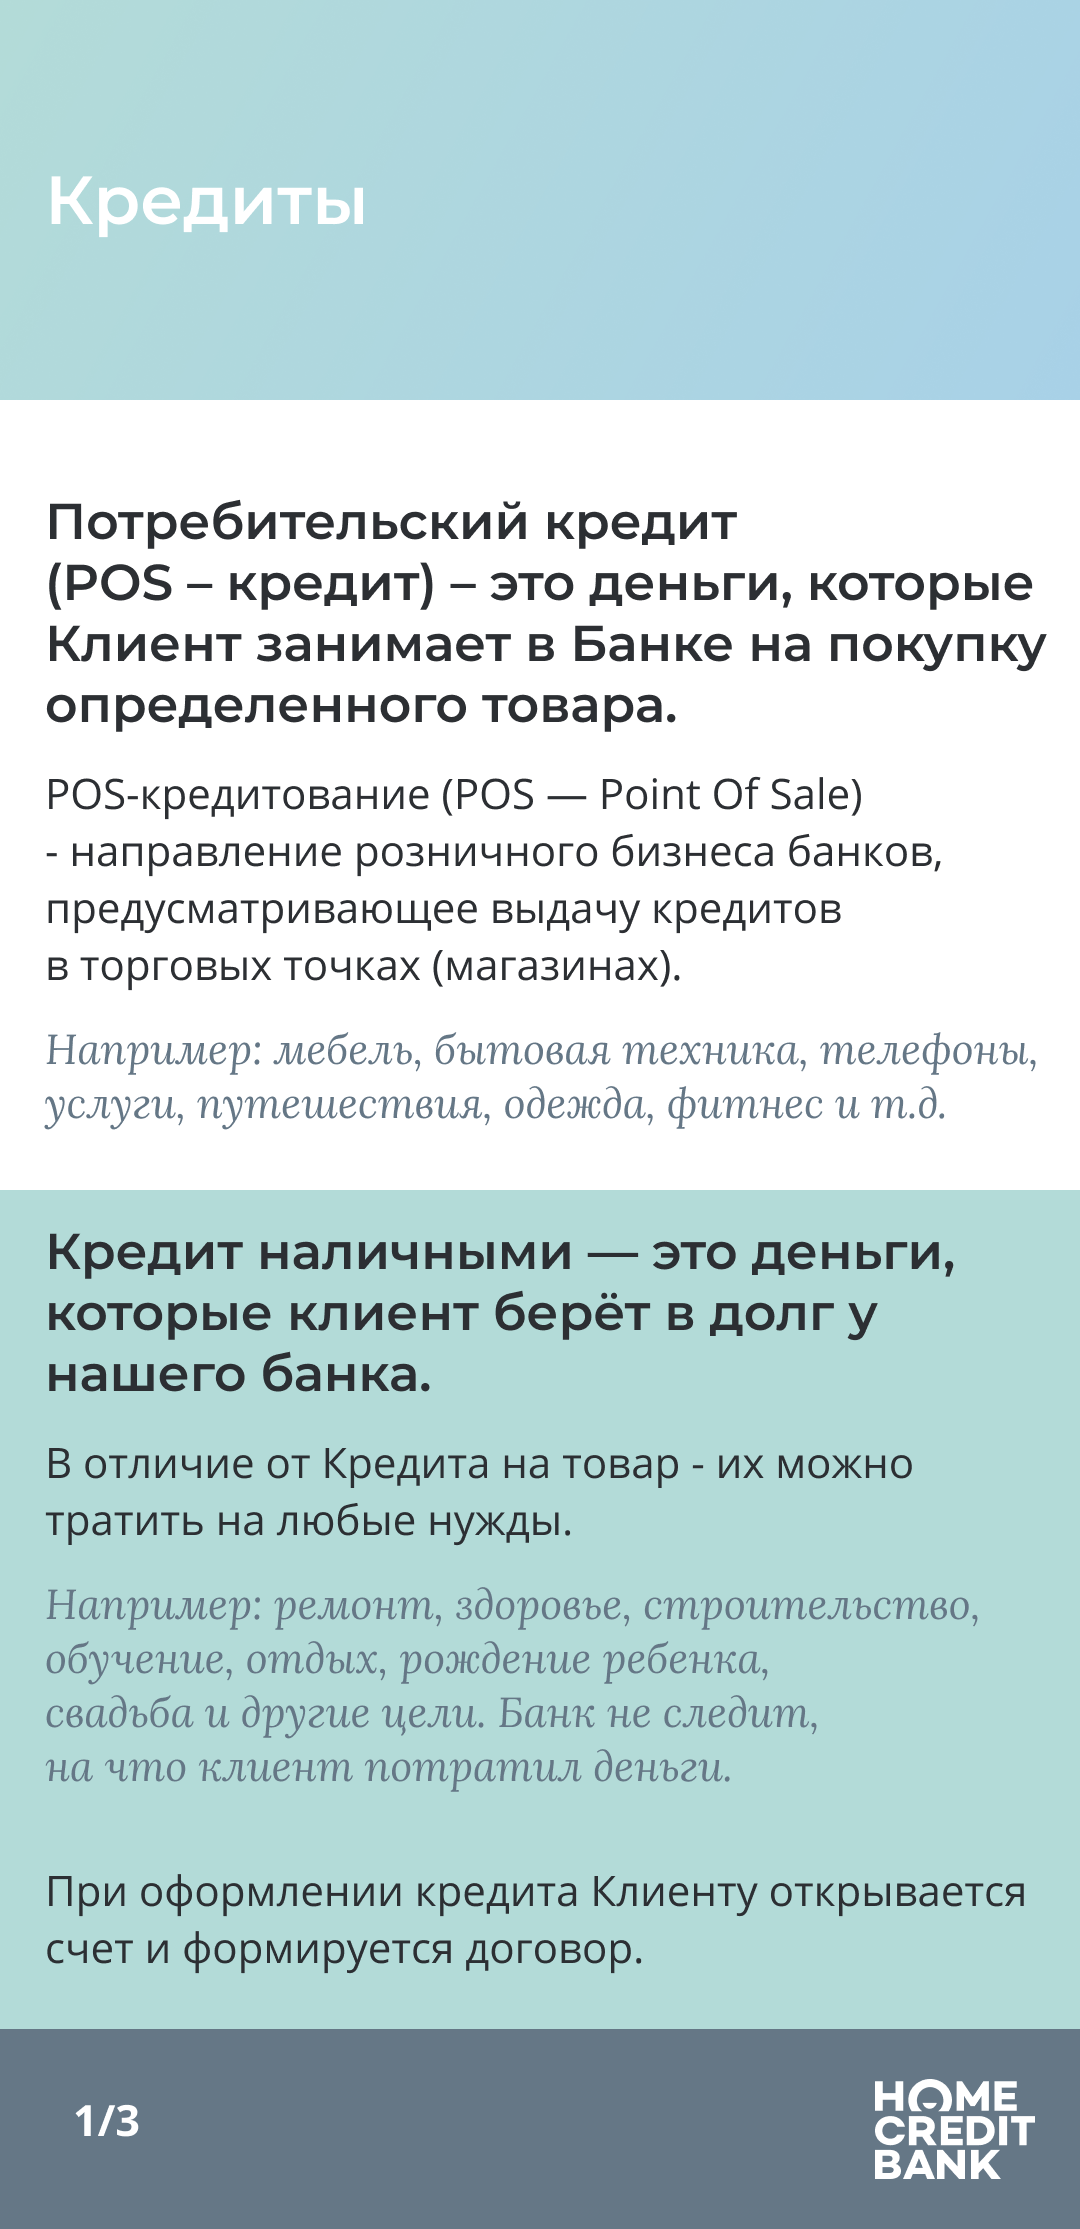 Кредиты
Потребительский кредит
(POS – кредит) – это деньги, которые
Клиент занимает в Банке на покупку
определенного товара.
POS-кредитование (POS — Point Of Sale)
- направление розничного бизнеса банков,
предусматривающее выдачу кредитов
в торговых точках (магазинах).
Например: мебель, бытовая техника, телефоны,
услуги, путешествия, одежда, фитнес и т.д.
Кредит наличными — это деньги,
которые клиент берёт в долг у
нашего банка.
В отличие от Кредита на товар - их можно
тратить на любые нужды.
Например: ремонт, здоровье, строительство,
обучение, отдых, рождение ребенка,
свадьба и другие цели. Банк не следит,
на что клиент потратил деньги.
При оформлении кредита Клиенту открывается
счет и формируется договор.
1/3
HOME
CREDIT
BANK